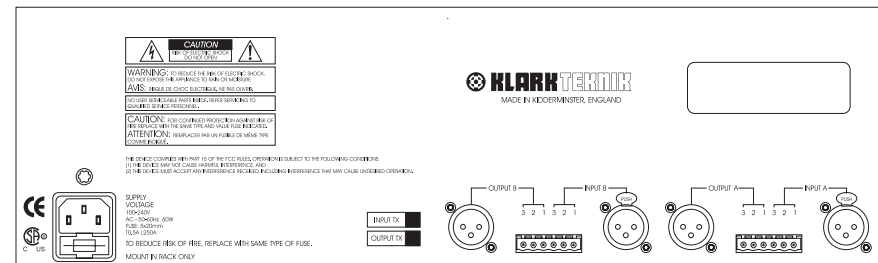 CAUTION
RISK OF ELECTRIC SHOCK
DO NOT OPEN
WARNING: TO REDUCE THE RISK OF ELECTRIC SHOCK,
DO NOT EXPOSE THIS APPLIANCE TO RAIN OR MOISTURE
AVIS: RISQUE DE CHOC ELECTRIQUE. NE PAS OUVRIR.
NO USER SERVICEABLE PARTS INSIDE. REFER SERVICING TO
QUALIFIED SERVICE PERSONNEL.
CAUTION: FOR CONTINUED PROTECTION AGAINST RISK OF
FIRE REPLACE WITH THE SAME TYPE AND VALUE FUSE INDICATED.
ATTENTION: REMPLACER PAR UN FUSIBLE DE MÊME TYPE
COMME INDIQUÉ.
THIS DEVICE COMPLIES WITH PART 15 OF THE FCC RULES. OPERATION IS SUBJECT TO THE FOLLOWING CONDITIONS:
(1) THIS DEVICE MAY NOT CAUSE HARMFUL INTERFERENCE, AND
(2) THIS DEVICE MUST ACCEPT ANY INTERFERENCE RECEIVED, INCLUDING INTERFERENCE THAT MAY CAUSE UNDESIRED OPERATION.
CE
SA
C US
SUPPLY
VOLTAGE
100-240V
AC~50-60Hz 60W
FUSE: 5x20mm
T0,5A L250A
TO REDUCE RISK OF FIRE, REPLACE WITH SAME TYPE OF FUSE.
MOUNT IN RACK ONLY
INPUT TX
OUTPUT TX
KLARK TEKNIK
MADE IN KIDDERMINSTER, ENGLAND
OUTPUT B
3 2 1
INPUT B
3 2 1
PUSH
OUTPUT A
3 2 1
INPUT A
3 2 1
PUSH